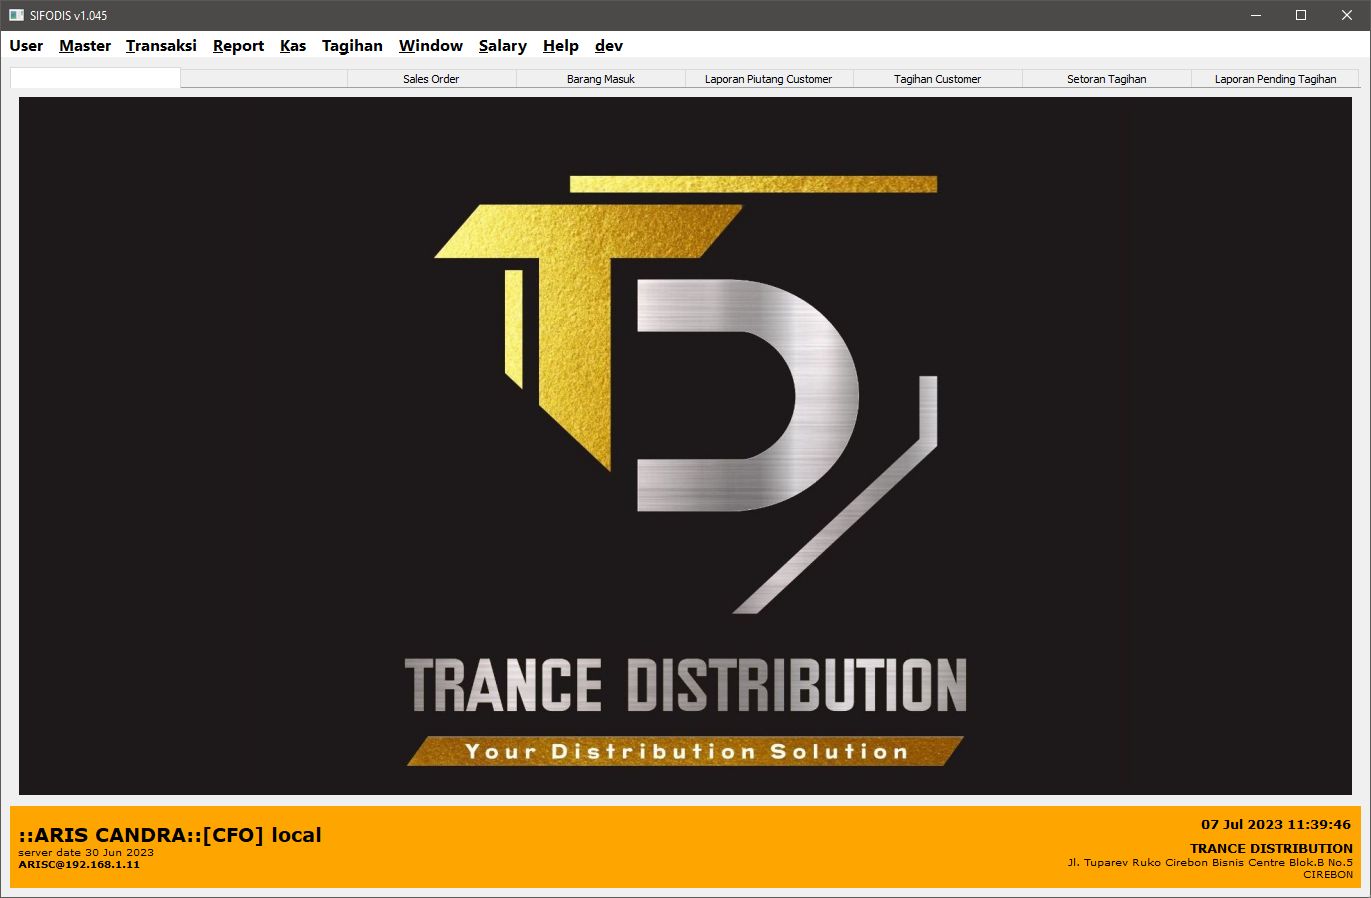 SIFODIS v1.045
User Master Transaksi Report Kas Tagihan Window Salary Help dev
Sales Order Barang Masuk Laporan Piutang Customer Tagihan Customer Setoran Tagihan Laporan Pending Tagihan
TD
TRANCE DISTRIBUTION
Your Distribution Solution
::ARIS CANDRA::[CFO] local
server date 30 Jun 2023
ARISC@192.168.1.11
07 Jul 2023 11:39:46
TRANCE DISTRIBUTION
Jl. Tuparev Ruko Cirebon Bisnis Centre Blok.B No.5
CIREBON